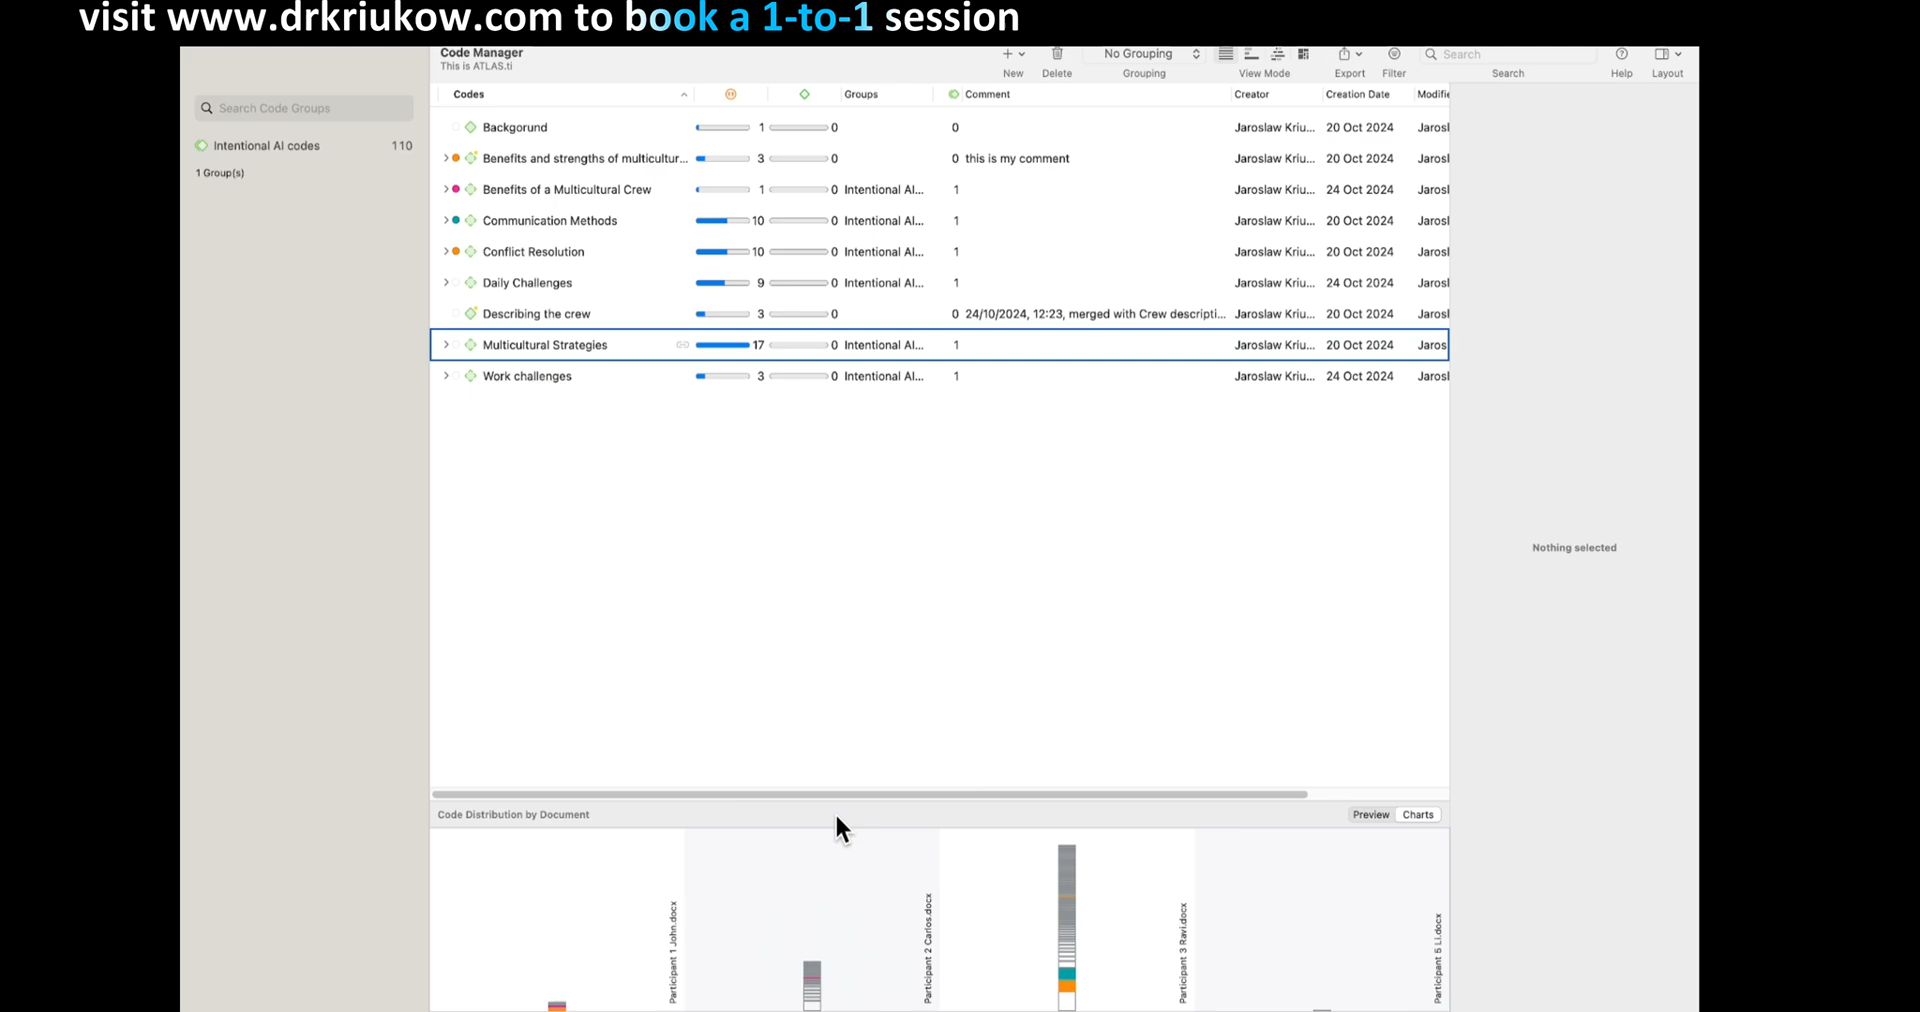 visit www.drkriukow.com to book a 1-to-1 session
Code Manager
This is ATLAS.ti
New
Delete
No Grouping
Grouping
View Mode
Export
Filter
Search
Search
Help
Layout
Search Code Groups
Intentional AI codes 110
1 Group(s)
Codes Groups Comment Creator Creation Date Modifie
Backgorund 1 0 0 Jaroslaw Kriu... 20 Oct 2024 Jarosl
Benefits and strengths of multicultur... 3 0 0 this is my comment Jaroslaw Kriu... 20 Oct 2024 Jarosl
Benefits of a Multicultural Crew 1 0 Intentional AI... 1 Jaroslaw Kriu... 24 Oct 2024 Jarosl
Communication Methods 10 0 Intentional AI... 1 Jaroslaw Kriu... 20 Oct 2024 Jarosl
Conflict Resolution 10 0 Intentional AI... 1 Jaroslaw Kriu... 20 Oct 2024 Jarosl
Daily Challenges 9 0 Intentional AI... 1 Jaroslaw Kriu... 24 Oct 2024 Jarosl
Describing the crew 3 0 0 24/10/2024, 12:23, merged with Crew descripti... Jaroslaw Kriu... 20 Oct 2024 Jarosl
Multicultural Strategies 17 0 Intentional AI... 1 Jaroslaw Kriu... 20 Oct 2024 Jaros
Work challenges 3 0 Intentional AI... 1 Jaroslaw Kriu... 24 Oct 2024 Jarosl
Nothing selected
Code Distribution by Document
Preview Charts
Participant 1 John.docx
Participant 2 Carlos.docx
Participant 3 Ravi.docx
Participant 5 Li.docx